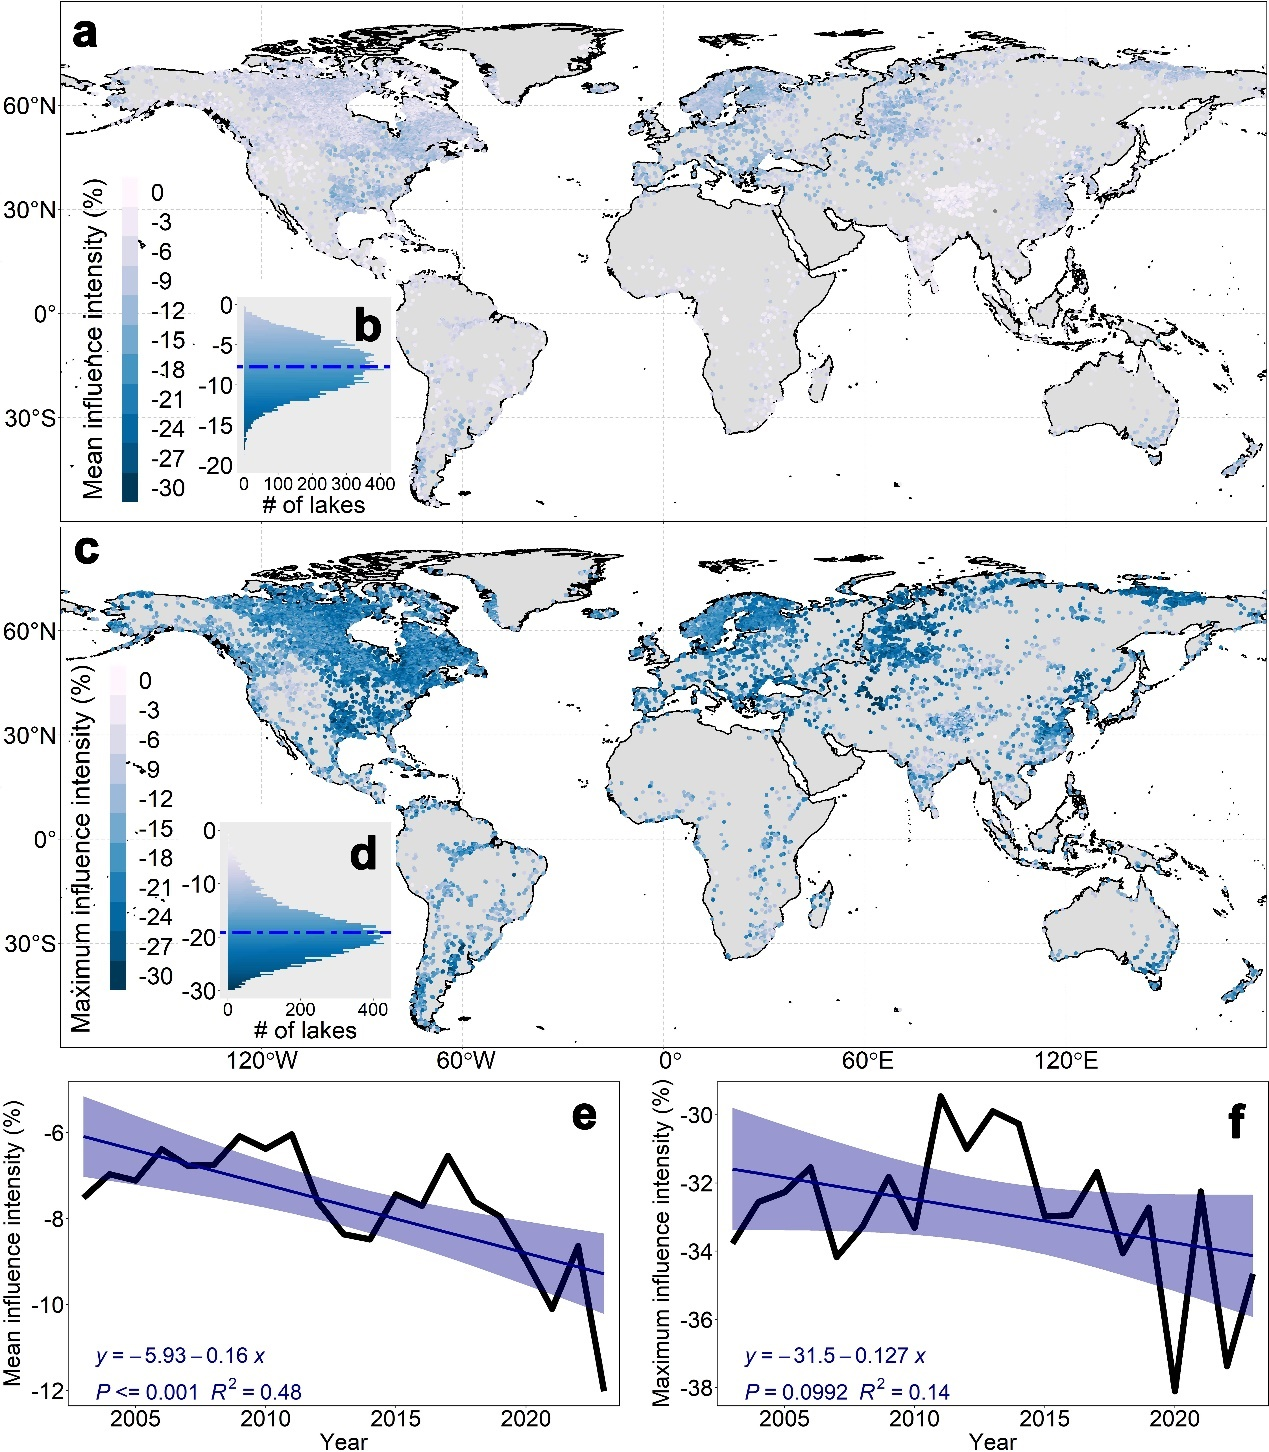 a
60°N
30°N
0°
30°S
Mean influence intensity (%)
0
-3
-6
-9
-12
-15
-18
-21
-24
-27
-30
b
0
-5
-10
-15
-20
0 100 200 300 400
# of lakes
c
60°N
30°N
0°
30°S
Maximum influence intensity (%)
0
-3
-6
-9
-12
-15
-18
-21
-24
-27
-30
d
0
-10
-20
-30
0 200 400
# of lakes
120°W 60°W 0° 60°E 120°E
e
Mean influence intensity (%)
-6
-8
-10
-12
y = −5.93 − 0.16 x
P <= 0.001 R² = 0.48
2005 2010 2015 2020
Year
f
Maximum influence intensity (%)
-30
-32
-34
-36
-38
y = −31.5 − 0.127 x
P = 0.0992 R² = 0.14
2005 2010 2015 2020
Year